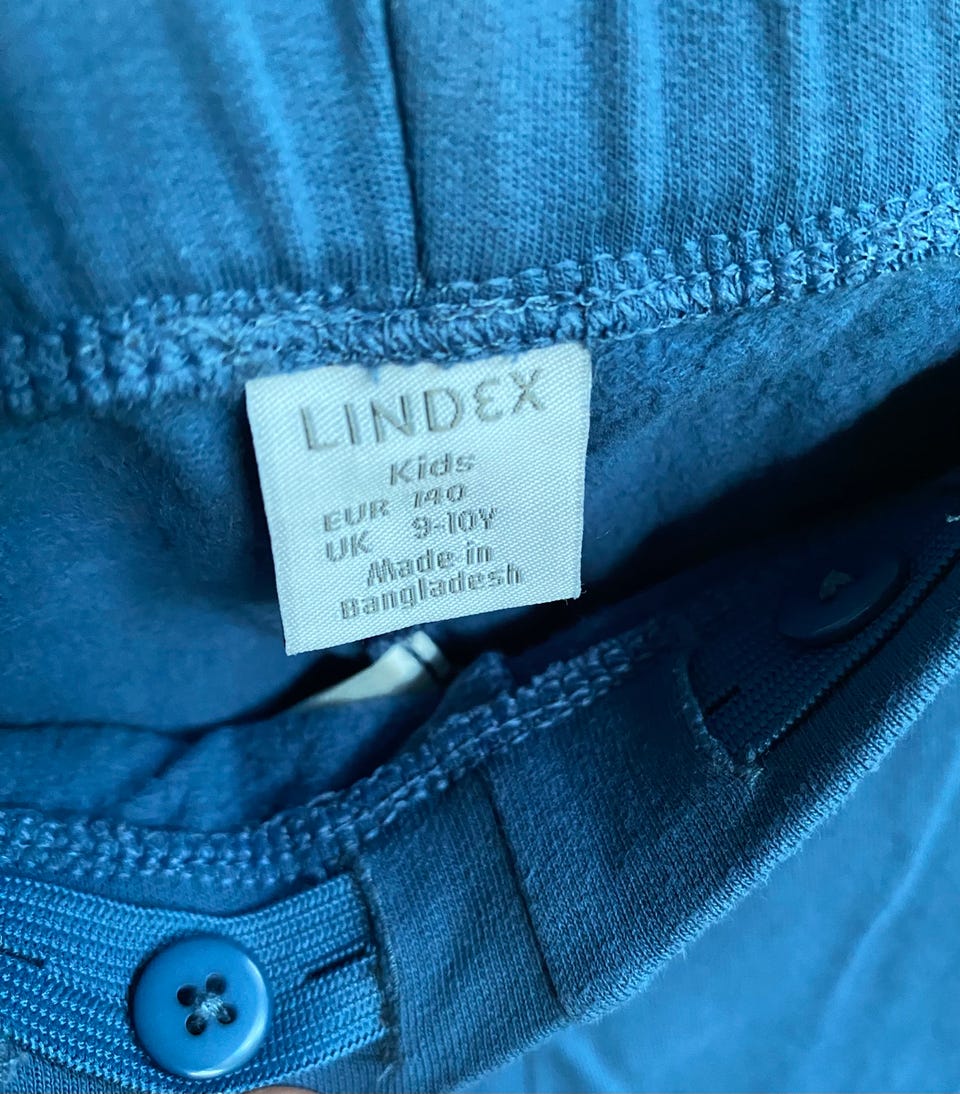 LINDEX
Kids
EUR 140
UK 9-10Y
Made in
Bangladesh